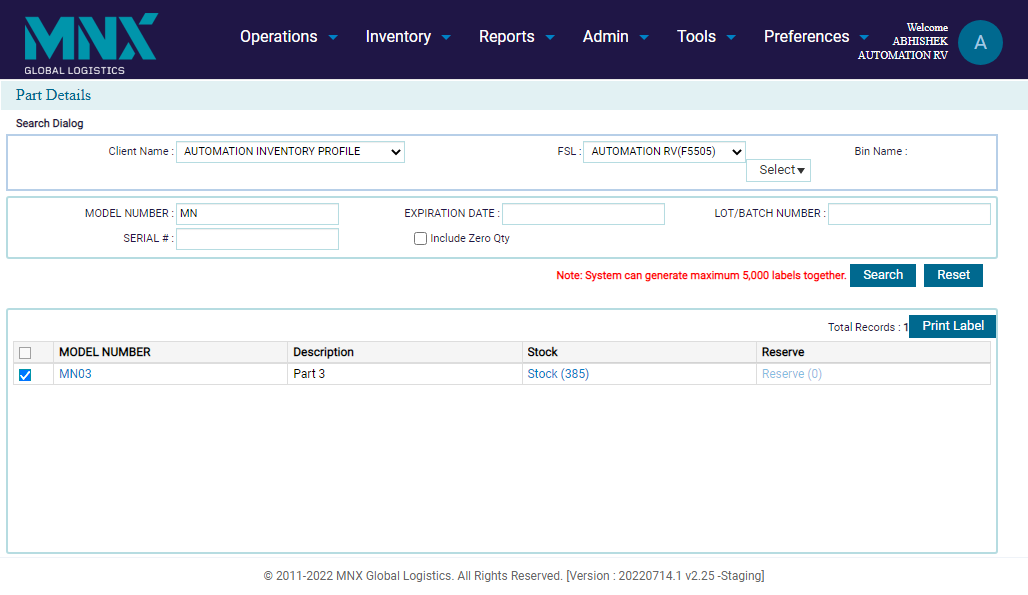 MNX
GLOBAL LOGISTICS
Operations Inventory Reports Admin Tools Preferences
Welcome
ABHISHEK
AUTOMATION RV
A
Part Details
Search Dialog
Client Name : AUTOMATION INVENTORY PROFILE FSL : AUTOMATION RV(F5505) Bin Name :
Select
MODEL NUMBER : MN EXPIRATION DATE : LOT/BATCH NUMBER :
SERIAL # : Include Zero Qty
Note: System can generate maximum 5,000 labels together. Search Reset
Total Records : 1 Print Label
MODEL NUMBER Description Stock Reserve
MN03 Part 3 Stock (385) Reserve (0)
© 2011-2022 MNX Global Logistics. All Rights Reserved. [Version : 20220714.1 v2.25 -Staging]